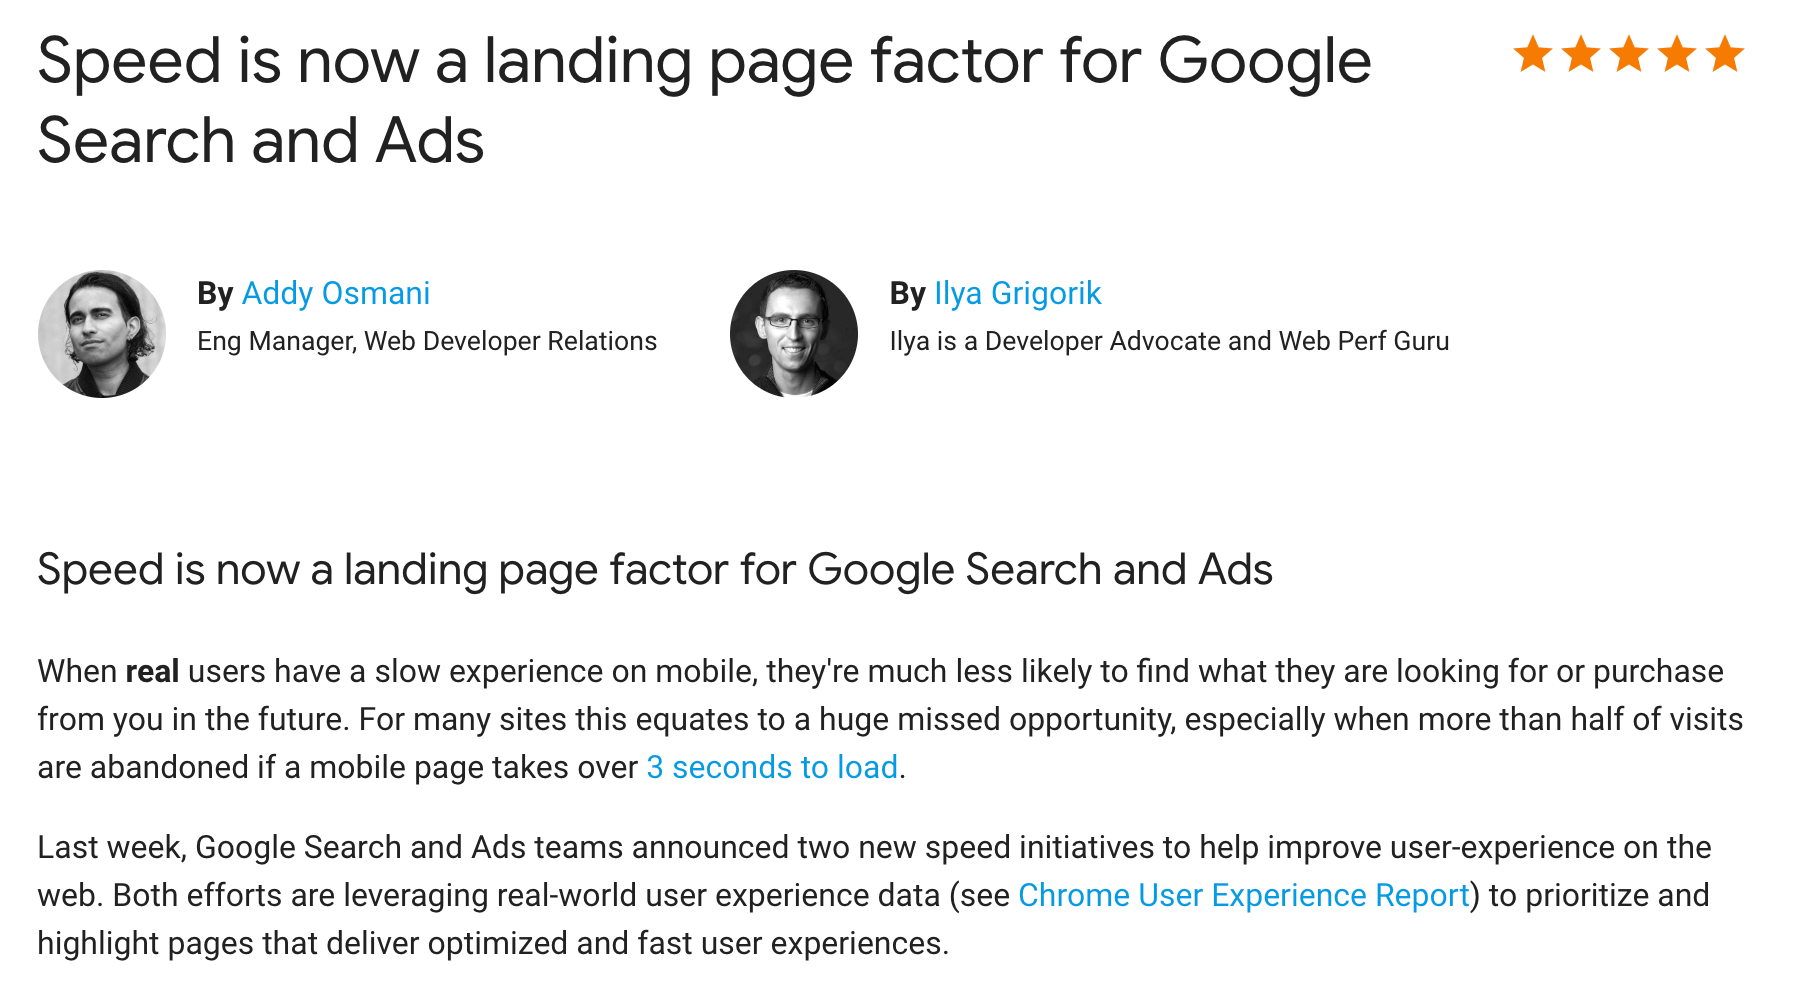 Speed is now a landing page factor for Google
Search and Ads
By Addy Osmani
Eng Manager, Web Developer Relations
By Ilya Grigorik
Ilya is a Developer Advocate and Web Perf Guru
Speed is now a landing page factor for Google Search and Ads
When real users have a slow experience on mobile, they're much less likely to find what they are looking for or purchase
from you in the future. For many sites this equates to a huge missed opportunity, especially when more than half of visits
are abandoned if a mobile page takes over 3 seconds to load.
Last week, Google Search and Ads teams announced two new speed initiatives to help improve user-experience on the
web. Both efforts are leveraging real-world user experience data (see Chrome User Experience Report) to prioritize and
highlight pages that deliver optimized and fast user experiences.